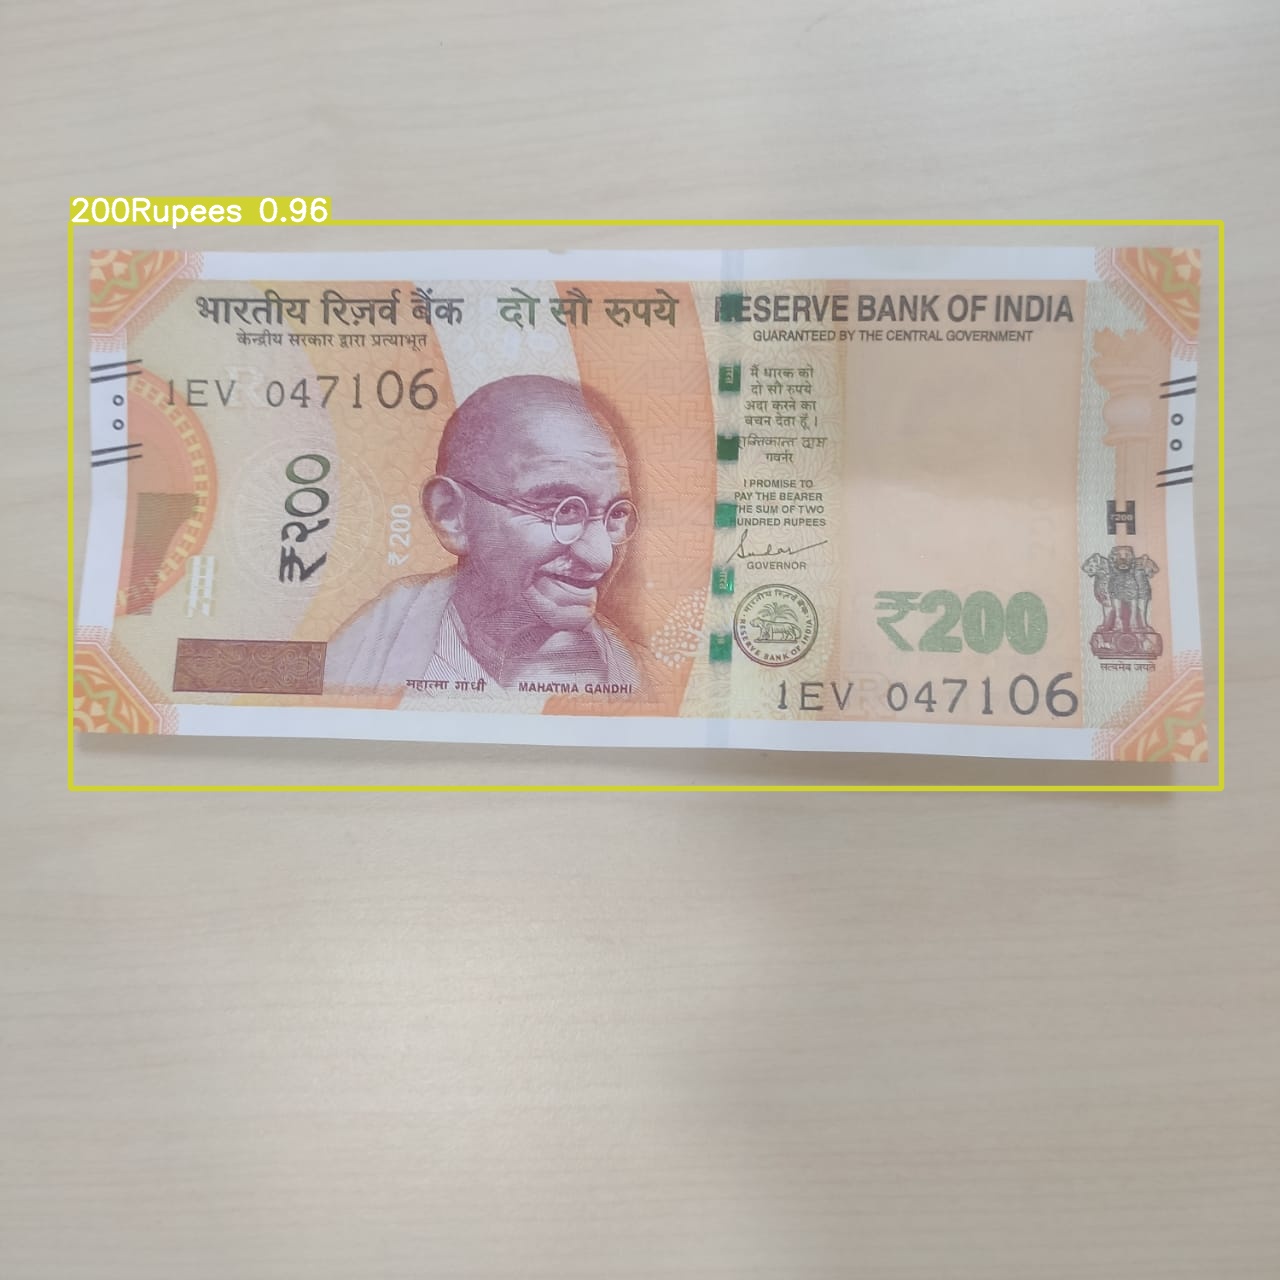 200Rupees 0.96
भारतीय रिज़र्व बैंक
केन्द्रीय सरकार द्वारा प्रत्याभूत
दो सौ रुपये
RESERVE BANK OF INDIA
GUARANTEED BY THE CENTRAL GOVERNMENT
1EV 047106
मैं धारक को
दो सौ रुपये
अदा करने का
वचन देता हूँ ।
गवर्नर
I PROMISE TO
PAY THE BEARER
THE SUM OF TWO
HUNDRED RUPEES
GOVERNOR
₹२००
₹200
भारतीय रिज़र्व बैंक
RESERVE BANK OF INDIA
₹200
₹200
सत्यमेव जयते
महात्मा गांधी
MAHATMA GANDHI
1EV 047106